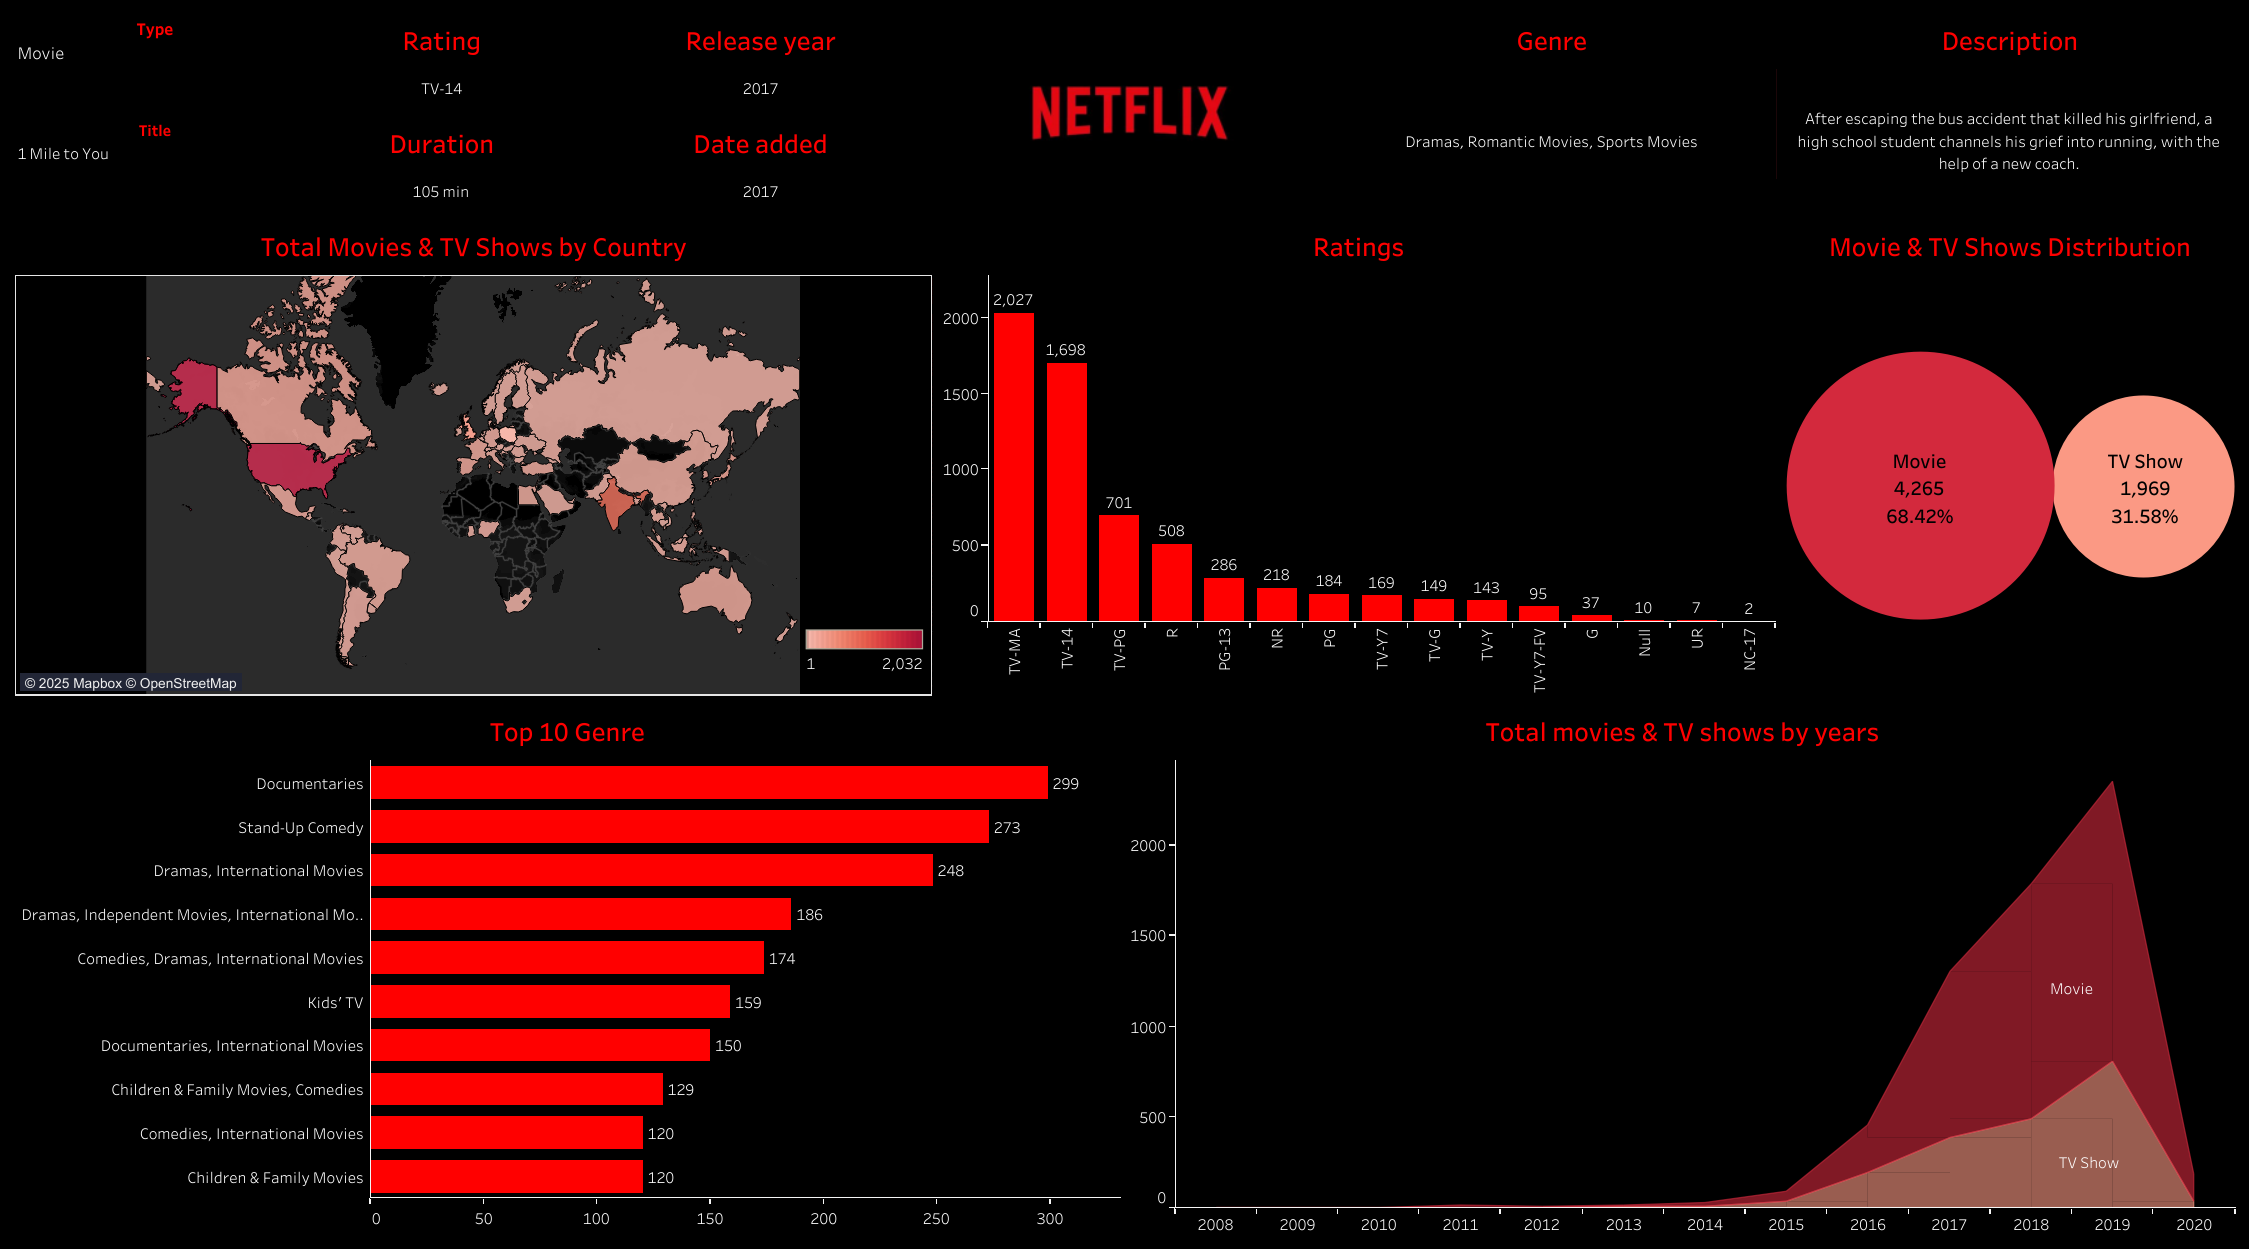 Type
Movie
Title
1 Mile to You
Rating
TV-14
Duration
105 min
Release year
2017
Date added
2017
NETFLIX
Genre
Dramas, Romantic Movies, Sports Movies
Description
After escaping the bus accident that killed his girlfriend, a
high school student channels his grief into running, with the
help of a new coach.
Total Movies & TV Shows by Country
1 2,032
© 2025 Mapbox © OpenStreetMap
Ratings
2000
1500
1000
500
0
2,027
1,698
701
508
286
218
184
169
149
143
95
37
10
7
2
TV-MA
TV-14
TV-PG
R
PG-13
NR
PG
TV-Y7
TV-G
TV-Y
TV-Y7-FV
G
Null
UR
NC-17
Movie & TV Shows Distribution
Movie
4,265
68.42%
TV Show
1,969
31.58%
Top 10 Genre
Documentaries 299
Stand-Up Comedy 273
Dramas, International Movies 248
Dramas, Independent Movies, International Mo.. 186
Comedies, Dramas, International Movies 174
Kids' TV 159
Documentaries, International Movies 150
Children & Family Movies, Comedies 129
Comedies, International Movies 120
Children & Family Movies 120
0 50 100 150 200 250 300
Total movies & TV shows by years
2000
1500
1000
500
0
Movie
TV Show
2008 2009 2010 2011 2012 2013 2014 2015 2016 2017 2018 2019 2020